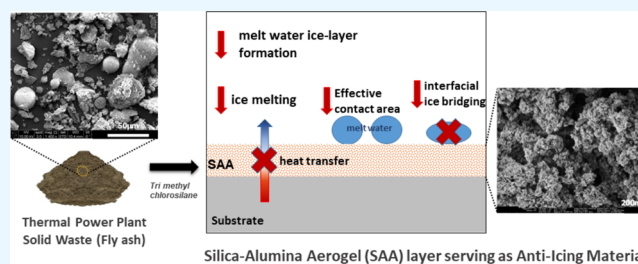 melt water ice-layer
formation
ice melting
Effective
contact area
interfacial
ice bridging
melt water
SAA
heat transfer
Substrate
50µm
Tri methyl
chlorosilane
Thermal Power Plant
Solid Waste (Fly ash)
200n
Silica-Alumina Aerogel (SAA) layer serving as Anti-Icing Materia